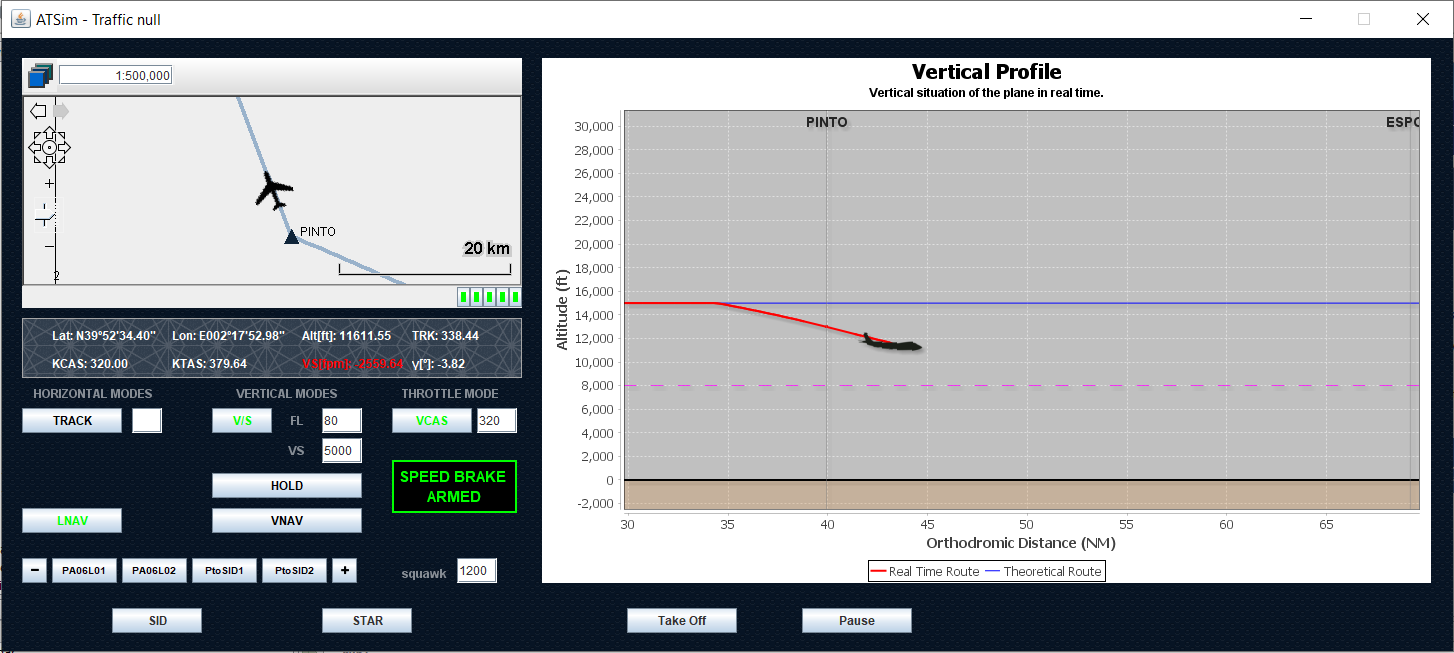 ATSim - Traffic null
1:500,000
PINTO
20 km
2
Lat: N39°52'34.40" Lon: E002°17'52.98" Alt[ft]: 11611.55 TRK: 338.44
KCAS: 320.00 KTAS: 379.64 VS[fpm]: -2559.64 γ[°]: -3.82
HORIZONTAL MODES VERTICAL MODES THROTTLE MODE
TRACK V/S FL 80 VCAS 320
VS 5000
HOLD
SPEED BRAKE
ARMED
LNAV VNAV
− PA06L01 PA06L02 PtoSID1 PtoSID2 + squawk 1200
SID STAR Take Off Pause
Vertical Profile
Vertical situation of the plane in real time.
PINTO ESPO
30,000
28,000
26,000
24,000
22,000
20,000
18,000
16,000
14,000
12,000
10,000
8,000
6,000
4,000
2,000
0
-2,000
Altitude (ft)
30 35 40 45 50 55 60 65
Orthodromic Distance (NM)
Real Time Route Theoretical Route